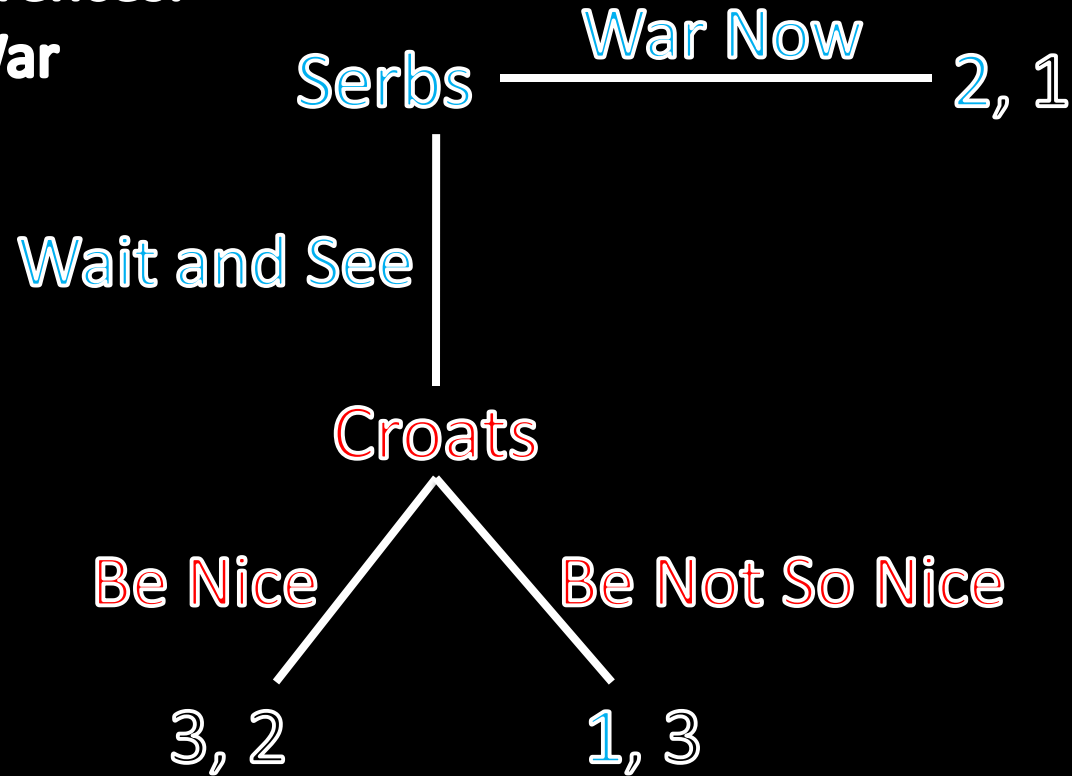 War Now
Serbs
2, 1
Wait and See
Croats
Be Nice
Be Not So Nice
3, 2
1, 3